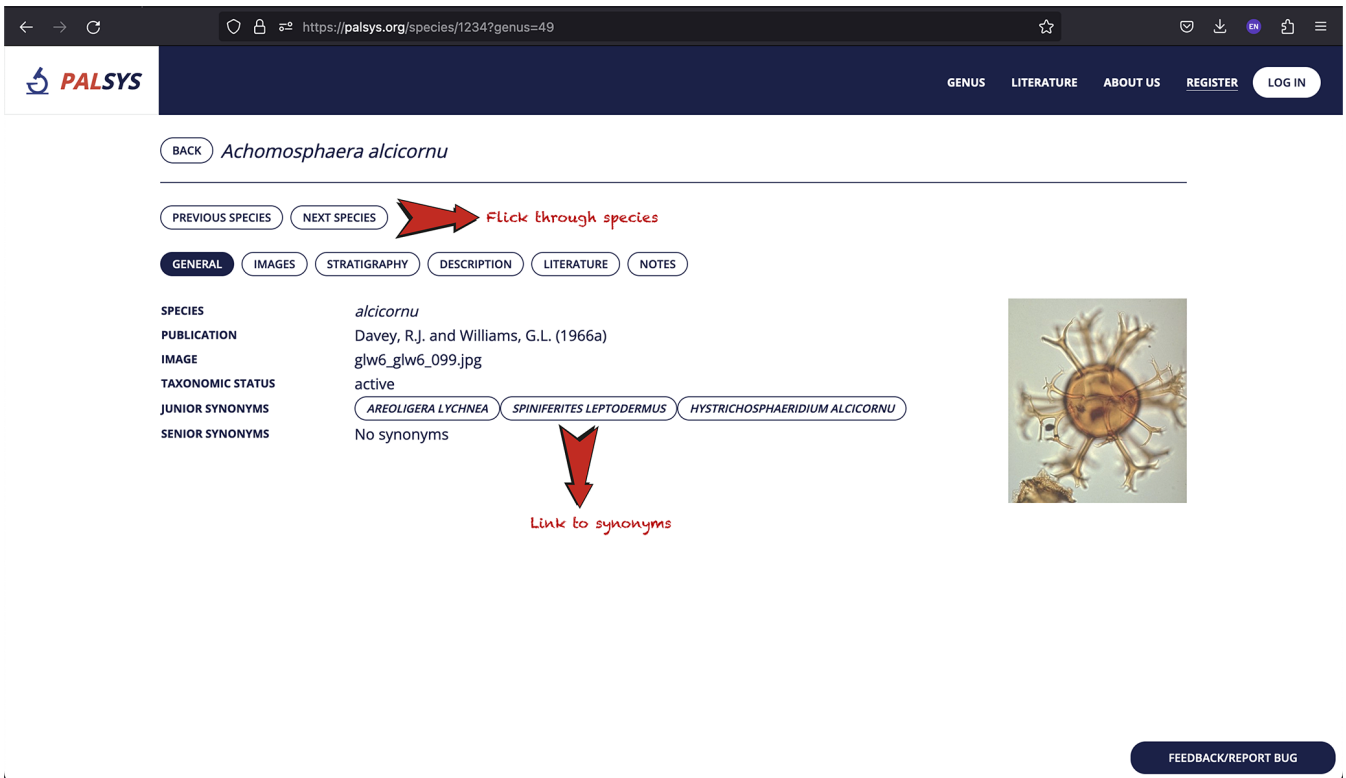 https://palsys.org/species/1234?genus=49
EN
PALSYS
GENUS LITERATURE ABOUT US REGISTER LOG IN
BACK Achomosphaera alcicornu
PREVIOUS SPECIES NEXT SPECIES Flick through species
GENERAL IMAGES STRATIGRAPHY DESCRIPTION LITERATURE NOTES
SPECIES alcicornu
PUBLICATION Davey, R.J. and Williams, G.L. (1966a)
IMAGE glw6_glw6_099.jpg
TAXONOMIC STATUS active
JUNIOR SYNONYMS AREOLIGERA LYCHNEA SPINIFERITES LEPTODERMUS HYSTRICHOSPHAERIDIUM ALCICORNU
SENIOR SYNONYMS No synonyms
Link to synonyms
FEEDBACK/REPORT BUG